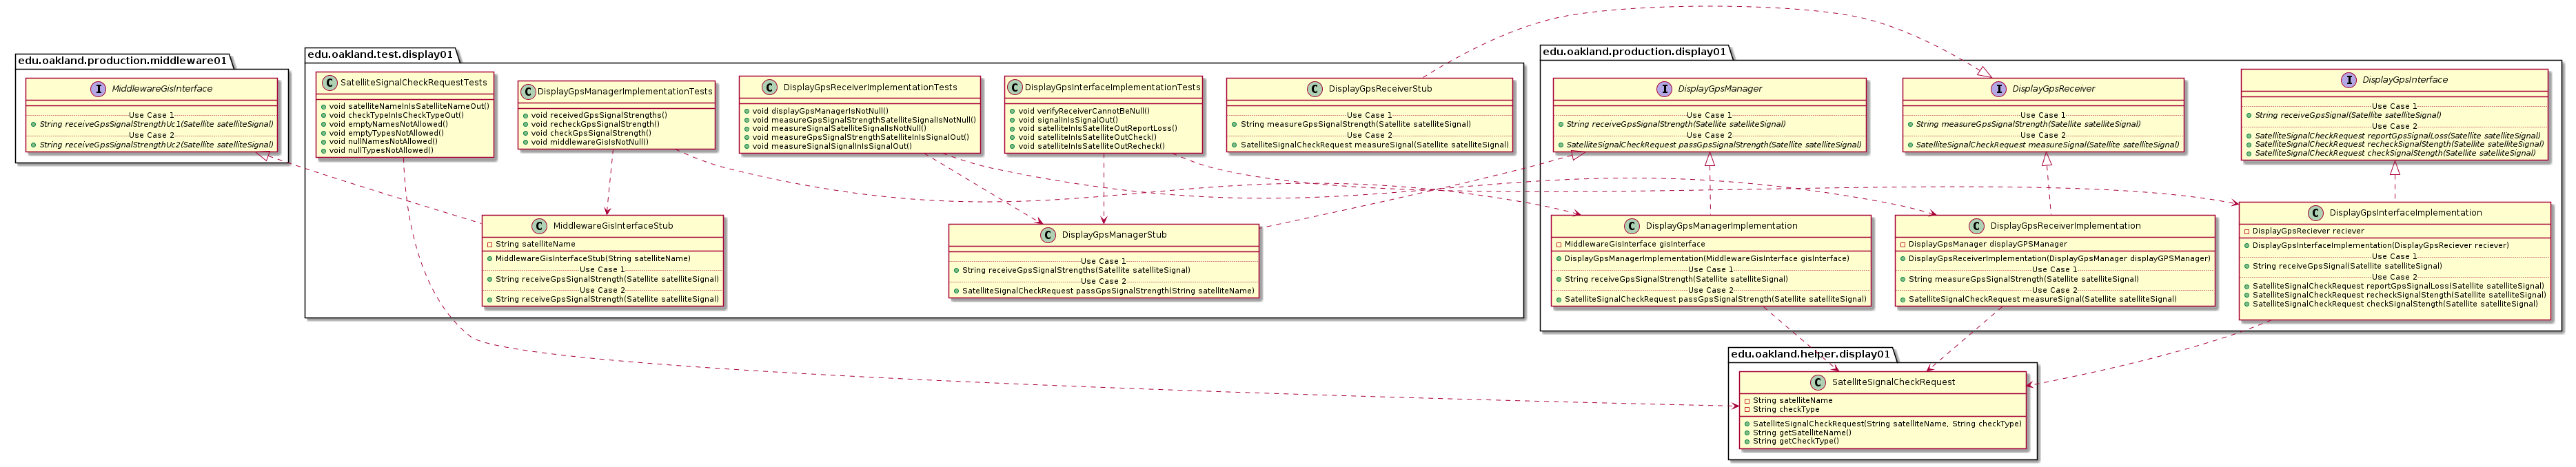 edu.oakland.production.middleware01
I MiddlewareGisInterface
Use Case 1
String receiveGpsSignalStrengthUc1(Satellite satelliteSignal)
Use Case 2
String receiveGpsSignalStrengthUc2(Satellite satelliteSignal)
edu.oakland.test.display01
C SatelliteSignalCheckRequestTests
void satelliteNameInIsSatelliteNameOut()
void checkTypeInIsCheckTypeOut()
void emptyNamesNotAllowed()
void emptyTypesNotAllowed()
void nullNamesNotAllowed()
void nullTypesNotAllowed()
C DisplayGpsManagerImplementationTests
void receivedGpsSignalStrengths()
void recheckGpsSignalStrength()
void checkGpsSignalStrength()
void middlewareGisIsNotNull()
C DisplayGpsReceiverImplementationTests
void displayGpsManagerIsNotNull()
void measureGpsSignalStrengthSatelliteSignalIsNotNull()
void measureSignalSatelliteSignalIsNotNull()
void measureGpsSignalStrengthSatelliteInIsSignalOut()
void measureSignalSignalInIsSignalOut()
C DisplayGpsInterfaceImplementationTests
void verifyReceiverCannotBeNull()
void signalInIsSignalOut()
void satelliteInIsSatelliteOutReportLoss()
void satelliteInIsSatelliteOutCheck()
void satelliteInIsSatelliteOutRecheck()
C DisplayGpsReceiverStub
Use Case 1
String measureGpsSignalStrength(Satellite satelliteSignal)
Use Case 2
SatelliteSignalCheckRequest measureSignal(Satellite satelliteSignal)
C MiddlewareGisInterfaceStub
String satelliteName
MiddlewareGisInterfaceStub(String satelliteName)
Use Case 1
String receiveGpsSignalStrength(Satellite satelliteSignal)
Use Case 2
String receiveGpsSignalStrength(Satellite satelliteSignal)
C DisplayGpsManagerStub
Use Case 1
String receiveGpsSignalStrengths(Satellite satelliteSignal)
Use Case 2
SatelliteSignalCheckRequest passGpsSignalStrength(String satelliteName)
edu.oakland.production.display01
I DisplayGpsManager
Use Case 1
String receiveGpsSignalStrength(Satellite satelliteSignal)
Use Case 2
SatelliteSignalCheckRequest passGpsSignalStrength(Satellite satelliteSignal)
I DisplayGpsReceiver
Use Case 1
String measureGpsSignalStrength(Satellite satelliteSignal)
Use Case 2
SatelliteSignalCheckRequest measureSignal(Satellite satelliteSignal)
I DisplayGpsInterface
Use Case 1
String receiveGpsSignal(Satellite satelliteSignal)
Use Case 2
SatelliteSignalCheckRequest reportGpsSignalLoss(Satellite satelliteSignal)
SatelliteSignalCheckRequest recheckSignalStength(Satellite satelliteSignal)
SatelliteSignalCheckRequest checkSignalStength(Satellite satelliteSignal)
C DisplayGpsManagerImplementation
MiddlewareGisInterface gisInterface
DisplayGpsManagerImplementation(MiddlewareGisInterface gisInterface)
Use Case 1
String receiveGpsSignalStrength(Satellite satelliteSignal)
Use Case 2
SatelliteSignalCheckRequest passGpsSignalStrength(Satellite satelliteSignal)
C DisplayGpsReceiverImplementation
DisplayGpsManager displayGPSManager
DisplayGpsReceiverImplementation(DisplayGpsManager displayGPSManager)
Use Case 1
String measureGpsSignalStrength(Satellite satelliteSignal)
Use Case 2
SatelliteSignalCheckRequest measureSignal(Satellite satelliteSignal)
C DisplayGpsInterfaceImplementation
DisplayGpsReciever reciever
DisplayGpsInterfaceImplementation(DisplayGpsReciever reciever)
Use Case 1
String receiveGpsSignal(Satellite satelliteSignal)
Use Case 2
SatelliteSignalCheckRequest reportGpsSignalLoss(Satellite satelliteSignal)
SatelliteSignalCheckRequest recheckSignalStength(Satellite satelliteSignal)
SatelliteSignalCheckRequest checkSignalStength(Satellite satelliteSignal)
edu.oakland.helper.display01
C SatelliteSignalCheckRequest
String satelliteName
String checkType
SatelliteSignalCheckRequest(String satelliteName, String checkType)
String getSatelliteName()
String getCheckType()